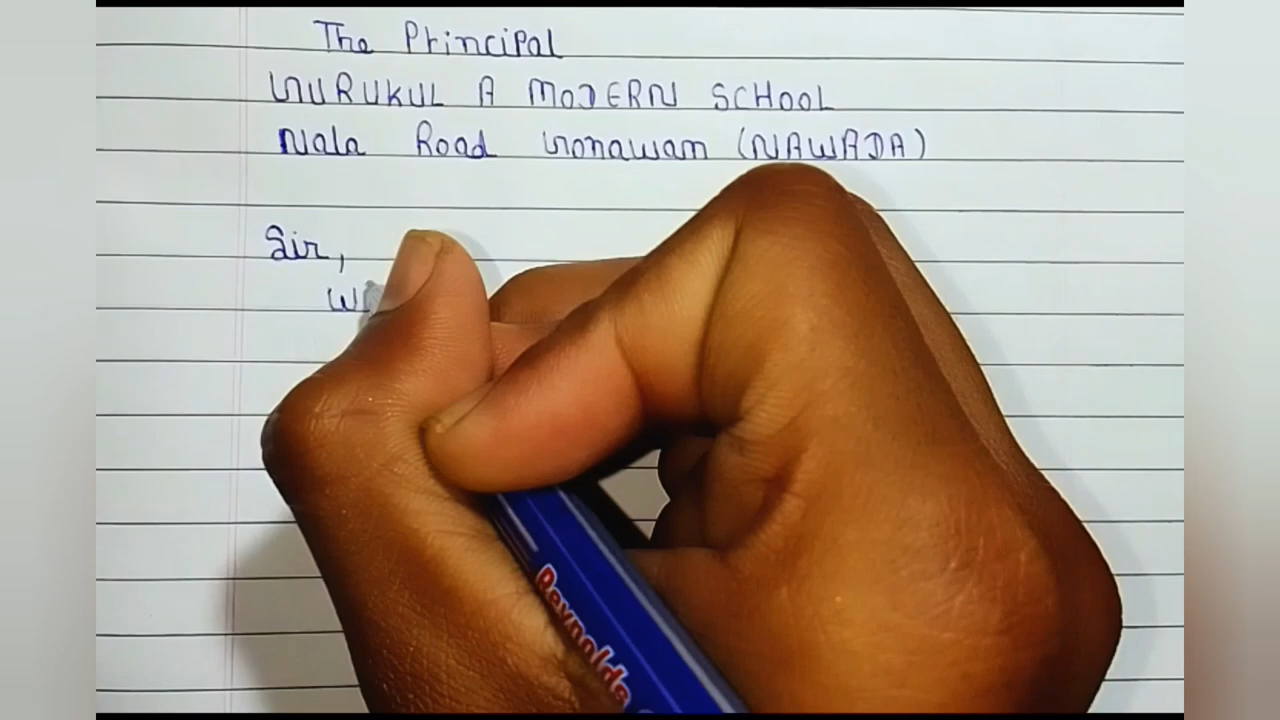 The Principal
GURUKUL A MODERN SCHOOL
Nala Road Gonawam (NAWADA)
Sir,
Reynolds